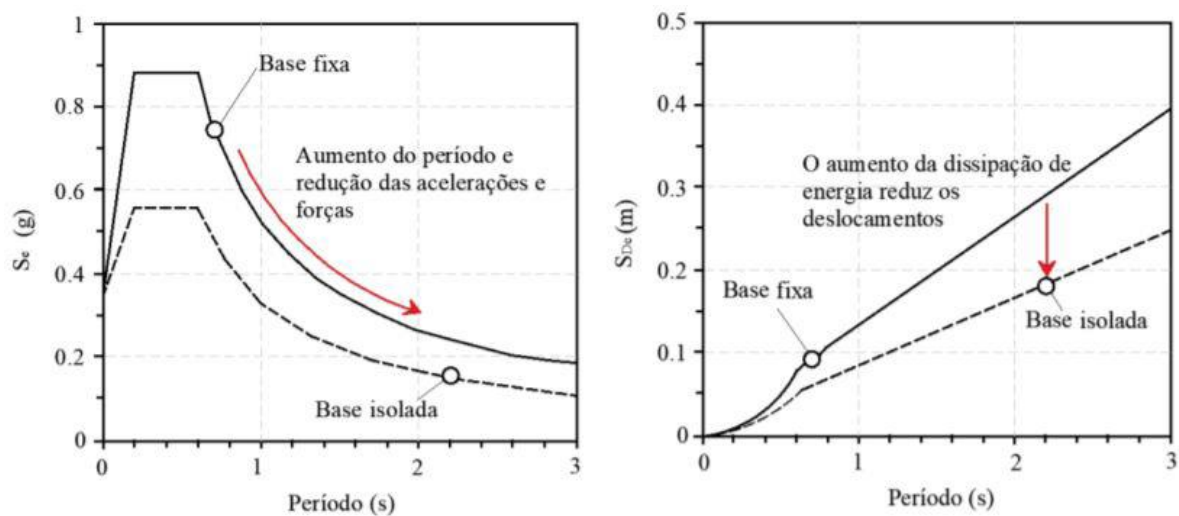 1
0.8
0.6
0.4
0.2
0
Se (g)
Base fixa
Aumento do período e
redução das acelerações e
forças
Base isolada
0
1
2
3
Período (s)
0.5
0.4
0.3
0.2
0.1
0
SDe (m)
O aumento da dissipação de
energia reduz os
deslocamentos
Base fixa
Base isolada
0
1
2
3
Período (s)